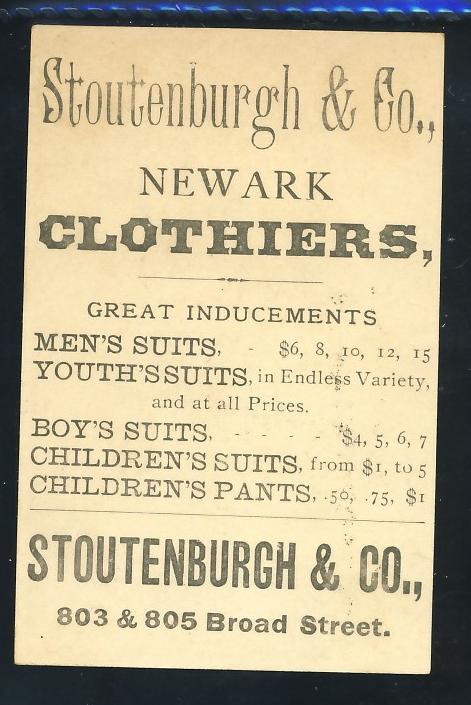 Stoutenburgh & Co.,
NEWARK
CLOTHIERS,
GREAT INDUCEMENTS
MEN'S SUITS, - $6, 8, 10, 12, 15
YOUTH'S SUITS, in Endless Variety,
and at all Prices.
BOY'S SUITS, - - - - - $4, 5, 6, 7
CHILDREN'S SUITS, from $1, to 5
CHILDREN'S PANTS, .50, .75, $1
STOUTENBURGH & CO.,
803 & 805 Broad Street.